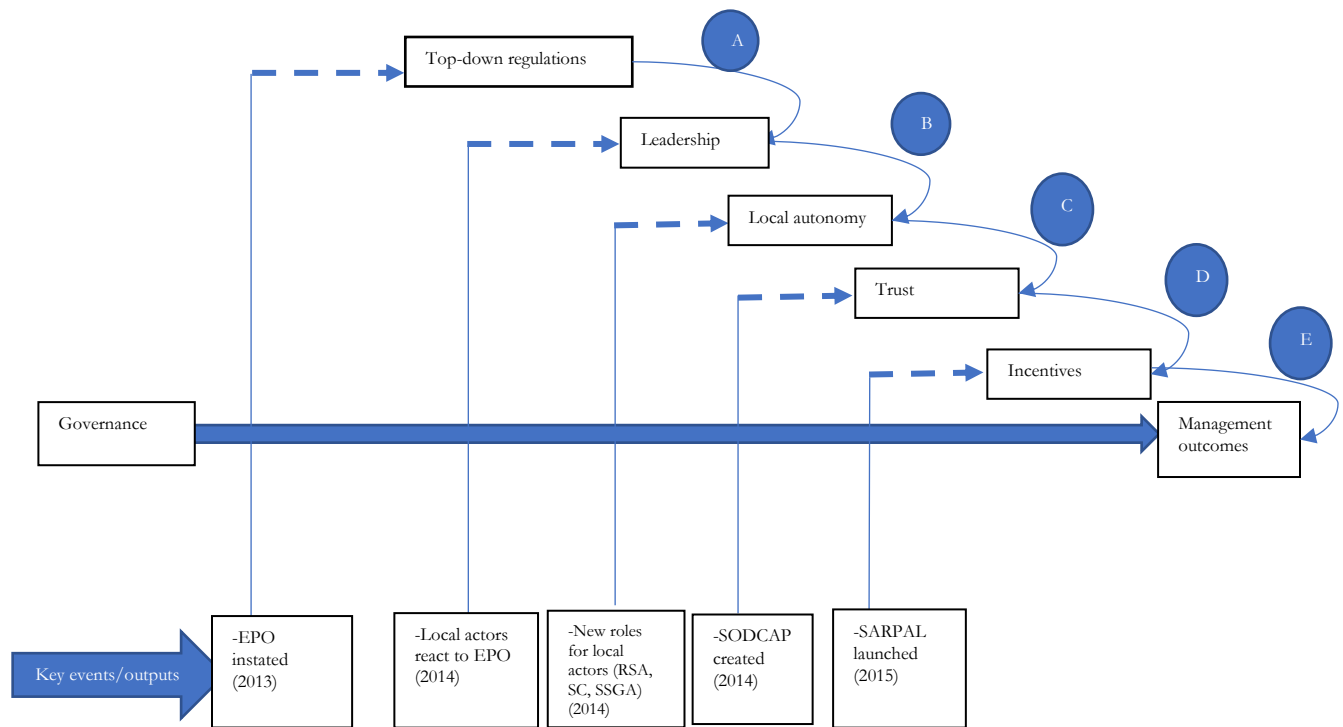 A
Top-down regulations
B
Leadership
C
Local autonomy
D
Trust
E
Incentives
Governance
Management
outcomes
Key events/outputs
-EPO
instated
(2013)
-Local actors
react to EPO
(2014)
-New roles
for local
actors (RSA,
SC, SSGA)
(2014)
-SODCAP
created
(2014)
-SARPAL
launched
(2015)